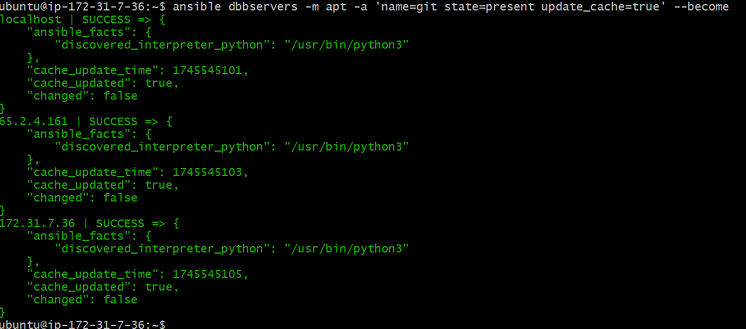 ubuntu@ip-172-31-7-36:~$ ansible dbbservers -m apt -a 'name=git state=present update_cache=true' --become
localhost | SUCCESS => {
    "ansible_facts": {
        "discovered_interpreter_python": "/usr/bin/python3"
    },
    "cache_update_time": 1745545101,
    "cache_updated": true,
    "changed": false
}
65.2.4.161 | SUCCESS => {
    "ansible_facts": {
        "discovered_interpreter_python": "/usr/bin/python3"
    },
    "cache_update_time": 1745545103,
    "cache_updated": true,
    "changed": false
}
172.31.7.36 | SUCCESS => {
    "ansible_facts": {
        "discovered_interpreter_python": "/usr/bin/python3"
    },
    "cache_update_time": 1745545105,
    "cache_updated": true,
    "changed": false
}
ubuntu@ip-172-31-7-36:~$